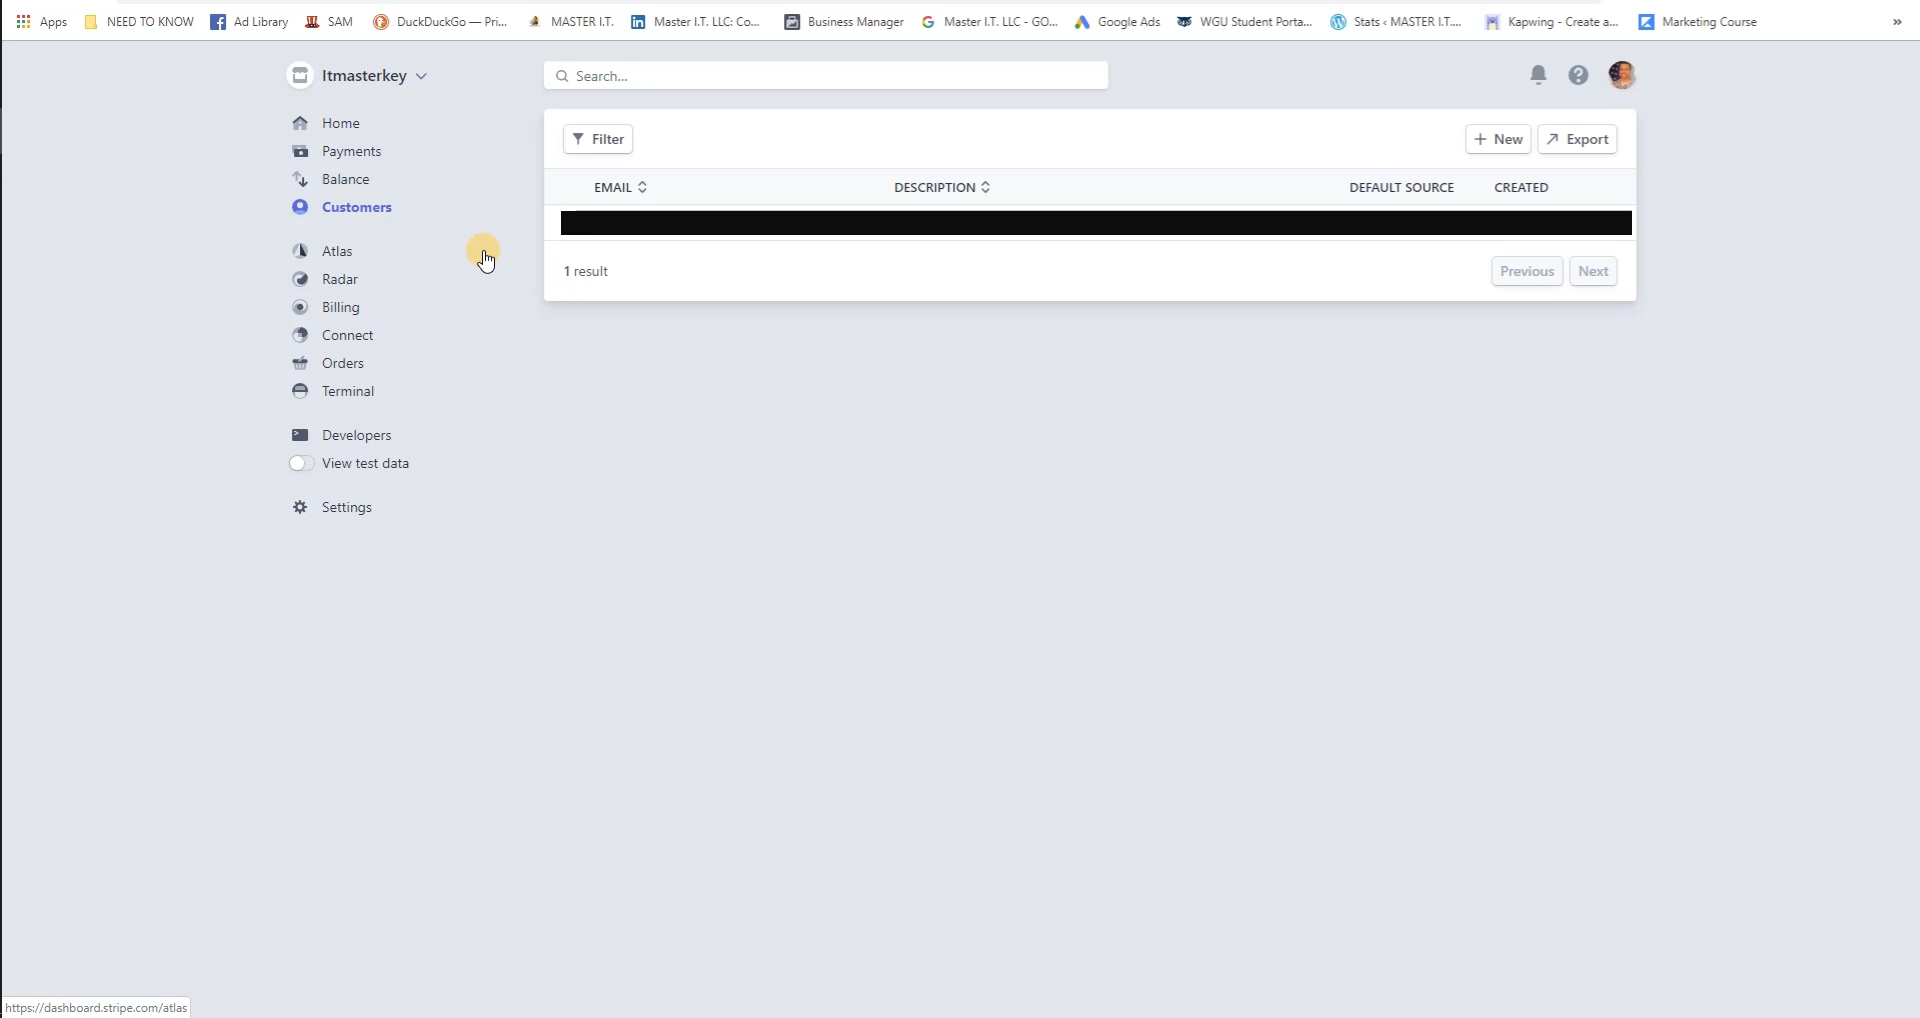 Apps NEED TO KNOW Ad Library SAM DuckDuckGo — Pri... MASTER I.T. Master I.T. LLC: Co... Business Manager Master I.T. LLC - GO... Google Ads WGU Student Porta... Stats ‹ MASTER I.T.... Kapwing - Create a... Marketing Course »
Itmasterkey
Search...
Home
Payments
Balance
Customers
Atlas
Radar
Billing
Connect
Orders
Terminal
Developers
View test data
Settings
Filter
+ New
Export
EMAIL DESCRIPTION DEFAULT SOURCE CREATED
1 result
Previous Next
https://dashboard.stripe.com/atlas